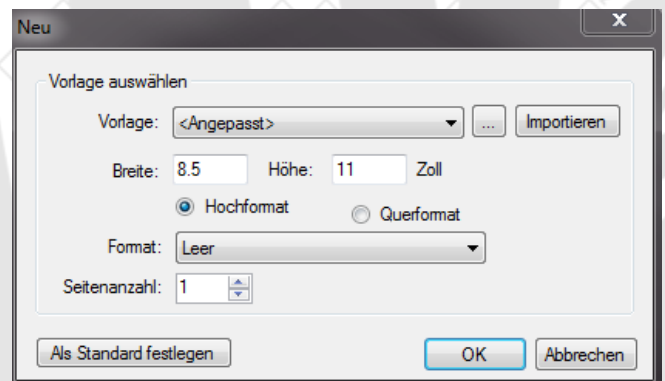 Neu
Vorlage auswählen
Vorlage: <Angepasst> ... Importieren
Breite: 8.5 Höhe: 11 Zoll
Hochformat Querformat
Format: Leer
Seitenanzahl: 1
Als Standard festlegen OK Abbrechen